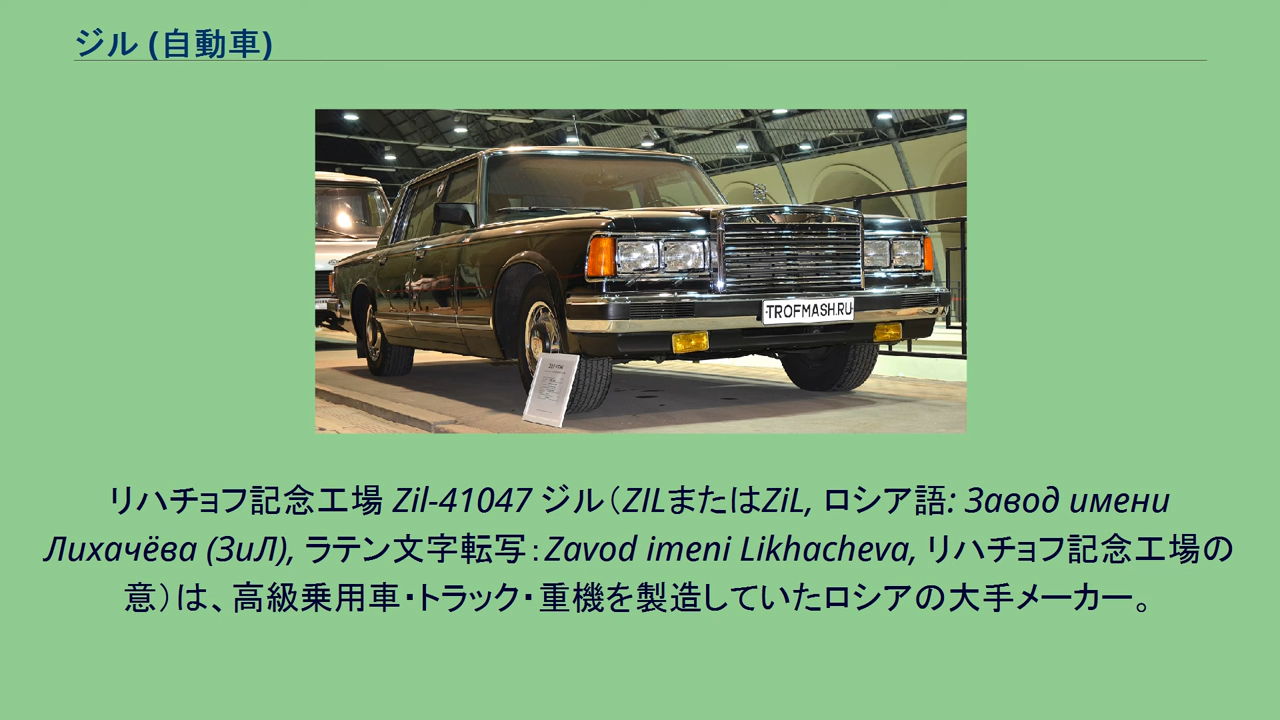 ジル (自動車)
TROFMASH.RU
リハチョフ記念工場 Zil-41047 ジル（ZILまたはZiL, ロシア語: Завод имени
Лихачёва (ЗиЛ), ラテン文字転写：Zavod imeni Likhacheva, リハチョフ記念工場の
意）は、高級乗用車・トラック・重機を製造していたロシアの大手メーカー。